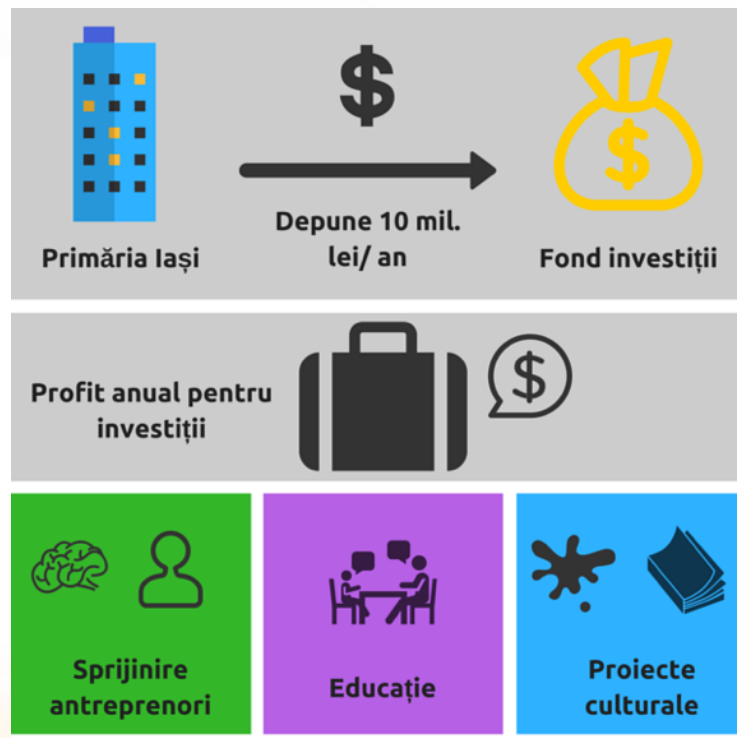 $
Depune 10 mil.
lei/ an
Primăria Iași
$
Fond investiții
Profit anual pentru
investiții
$
Sprijinire
antreprenori
Educație
Proiecte
culturale